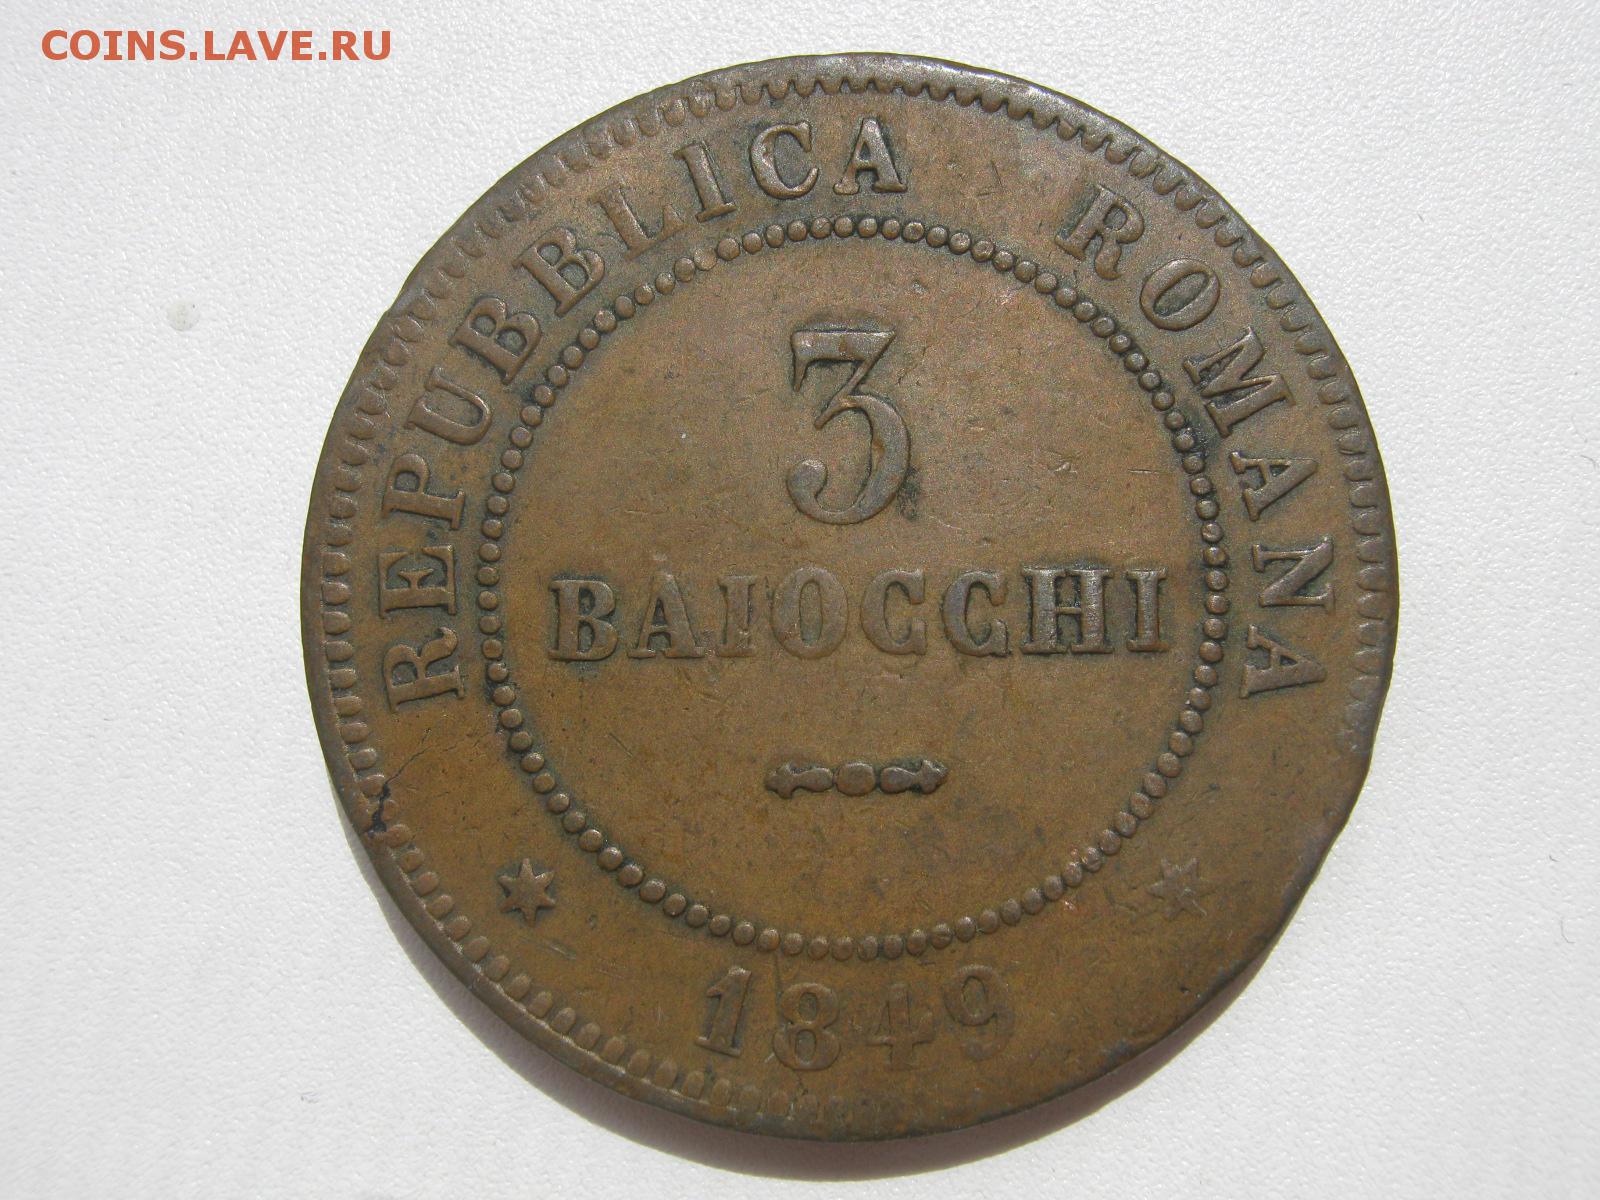 COINS.LAVE.RU
REPUBBLICA ROMANA
3
BAIOCCHI
1849